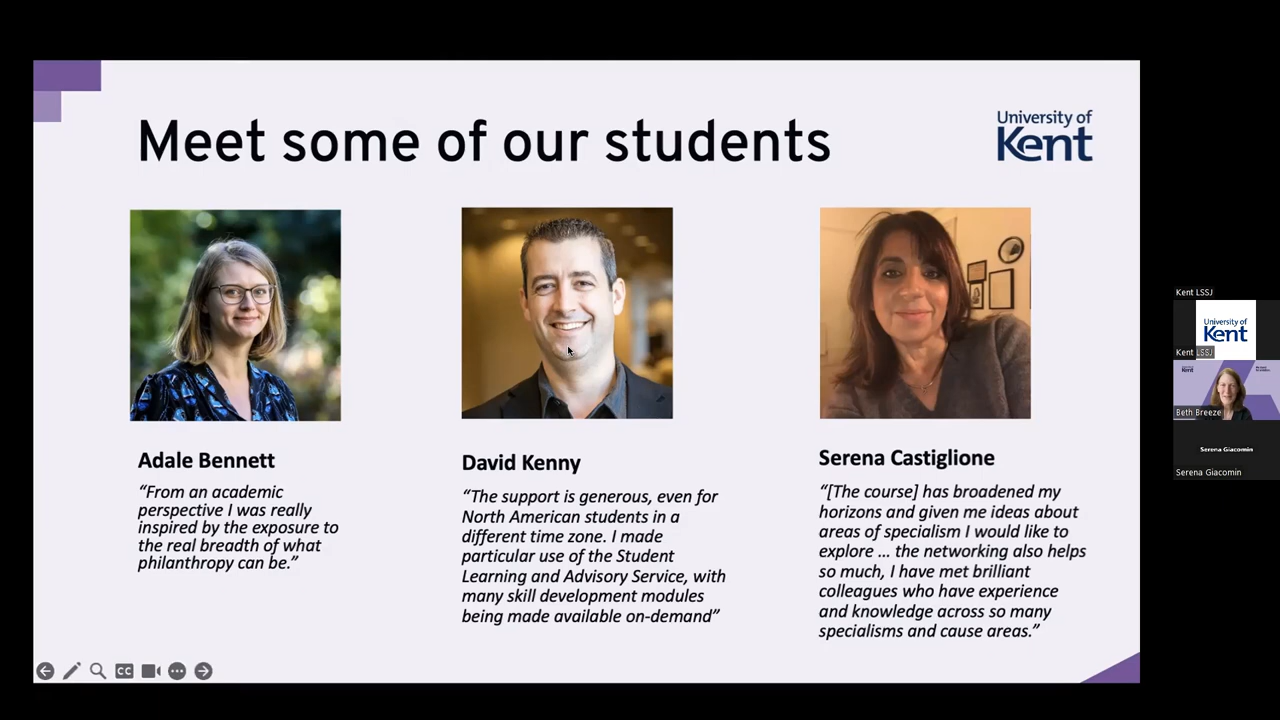 Meet some of our students
University of
Kent
Adale Bennett
“From an academic
perspective I was really
inspired by the exposure to
the real breadth of what
philanthropy can be.”
David Kenny
“The support is generous, even for
North American students in a
different time zone. I made
particular use of the Student
Learning and Advisory Service, with
many skill development modules
being made available on-demand”
Serena Castiglione
“[The course] has broadened my
horizons and given me ideas about
areas of specialism I would like to
explore ... the networking also helps
so much, I have met brilliant
colleagues who have experience
and knowledge across so many
specialisms and cause areas.”
CC
Kent LSSJ
University of
Kent
Kent LSSJ
Kent
Beth Breeze
Serena Giacomin
Serena Giacomin